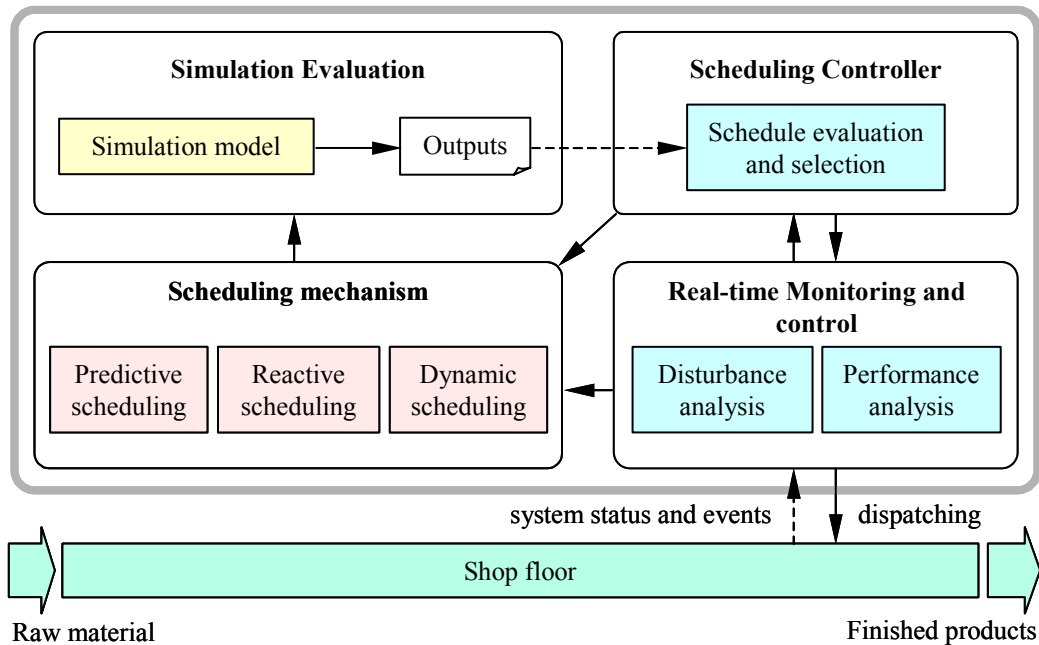 Simulation Evaluation
Simulation model
Outputs
Scheduling Controller
Schedule evaluation
and selection
Scheduling mechanism
Predictive
scheduling
Reactive
scheduling
Dynamic
scheduling
Real-time Monitoring and
control
Disturbance
analysis
Performance
analysis
system status and events
dispatching
Shop floor
Raw material
Finished products